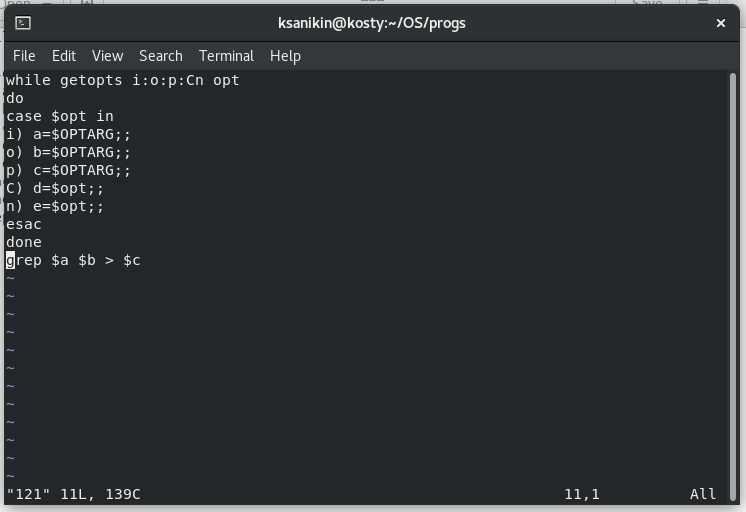 ksanikin@kosty:~/OS/progs
File Edit View Search Terminal Help
while getopts i:o:p:Cn opt
do
case $opt in
i) a=$OPTARG;;
o) b=$OPTARG;;
p) c=$OPTARG;;
C) d=$opt;;
n) e=$opt;;
esac
done
grep $a $b > $c
~
~
~
~
~
~
~
~
~
~
~
~
"121" 11L, 139C 11,1 All